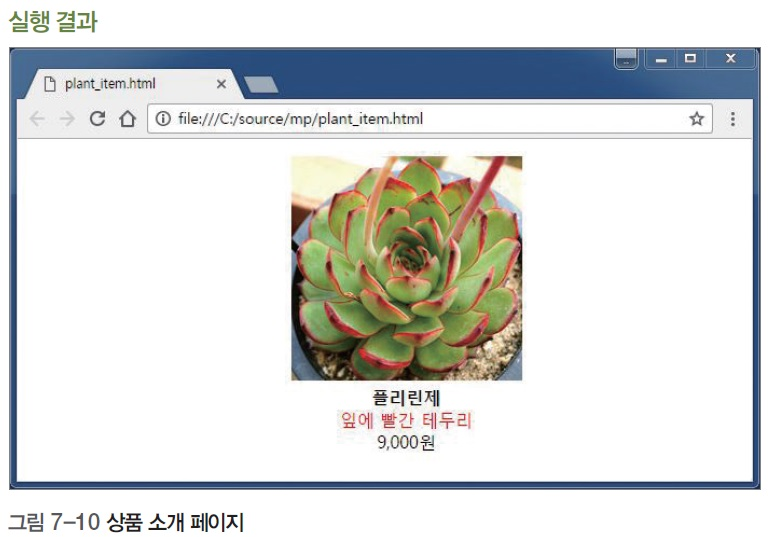 실행 결과
plant_item.html
file:///C:/source/mp/plant_item.html
플리린제
잎에 빨간 테두리
9,000원
그림 7-10 상품 소개 페이지